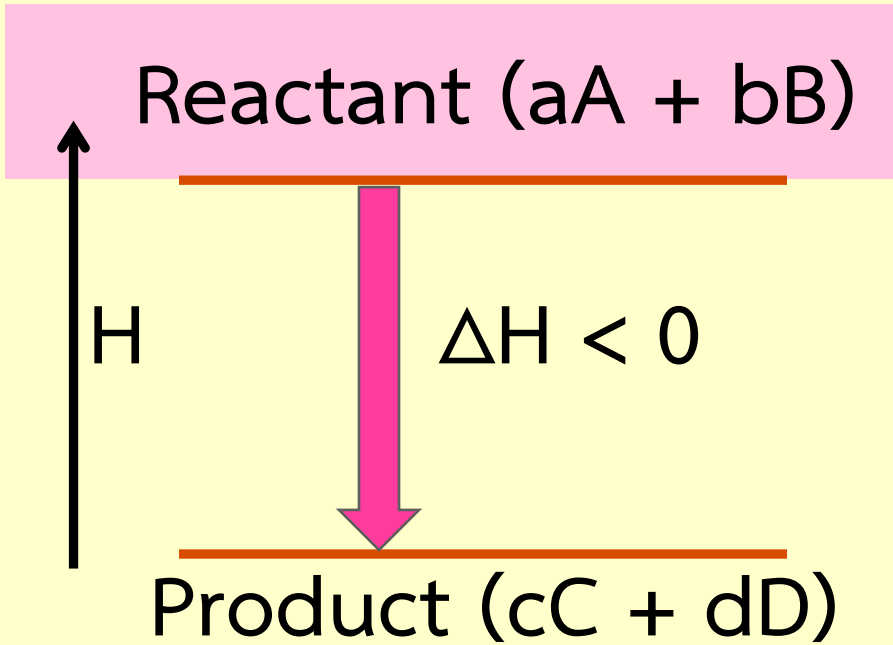 Reactant (aA + bB)
H
ΔH < 0
Product (cC + dD)